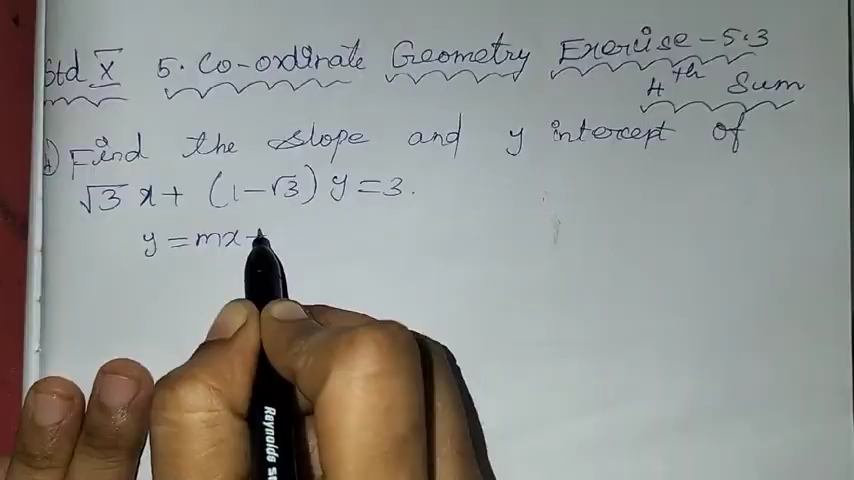 Std X 5. Co-ordinate Geometry Exercise - 5.3
4th Sum
4) Find the slope and y intercept of
√3 x + (1 - √3) y = 3.
y = mx +
Reynolds